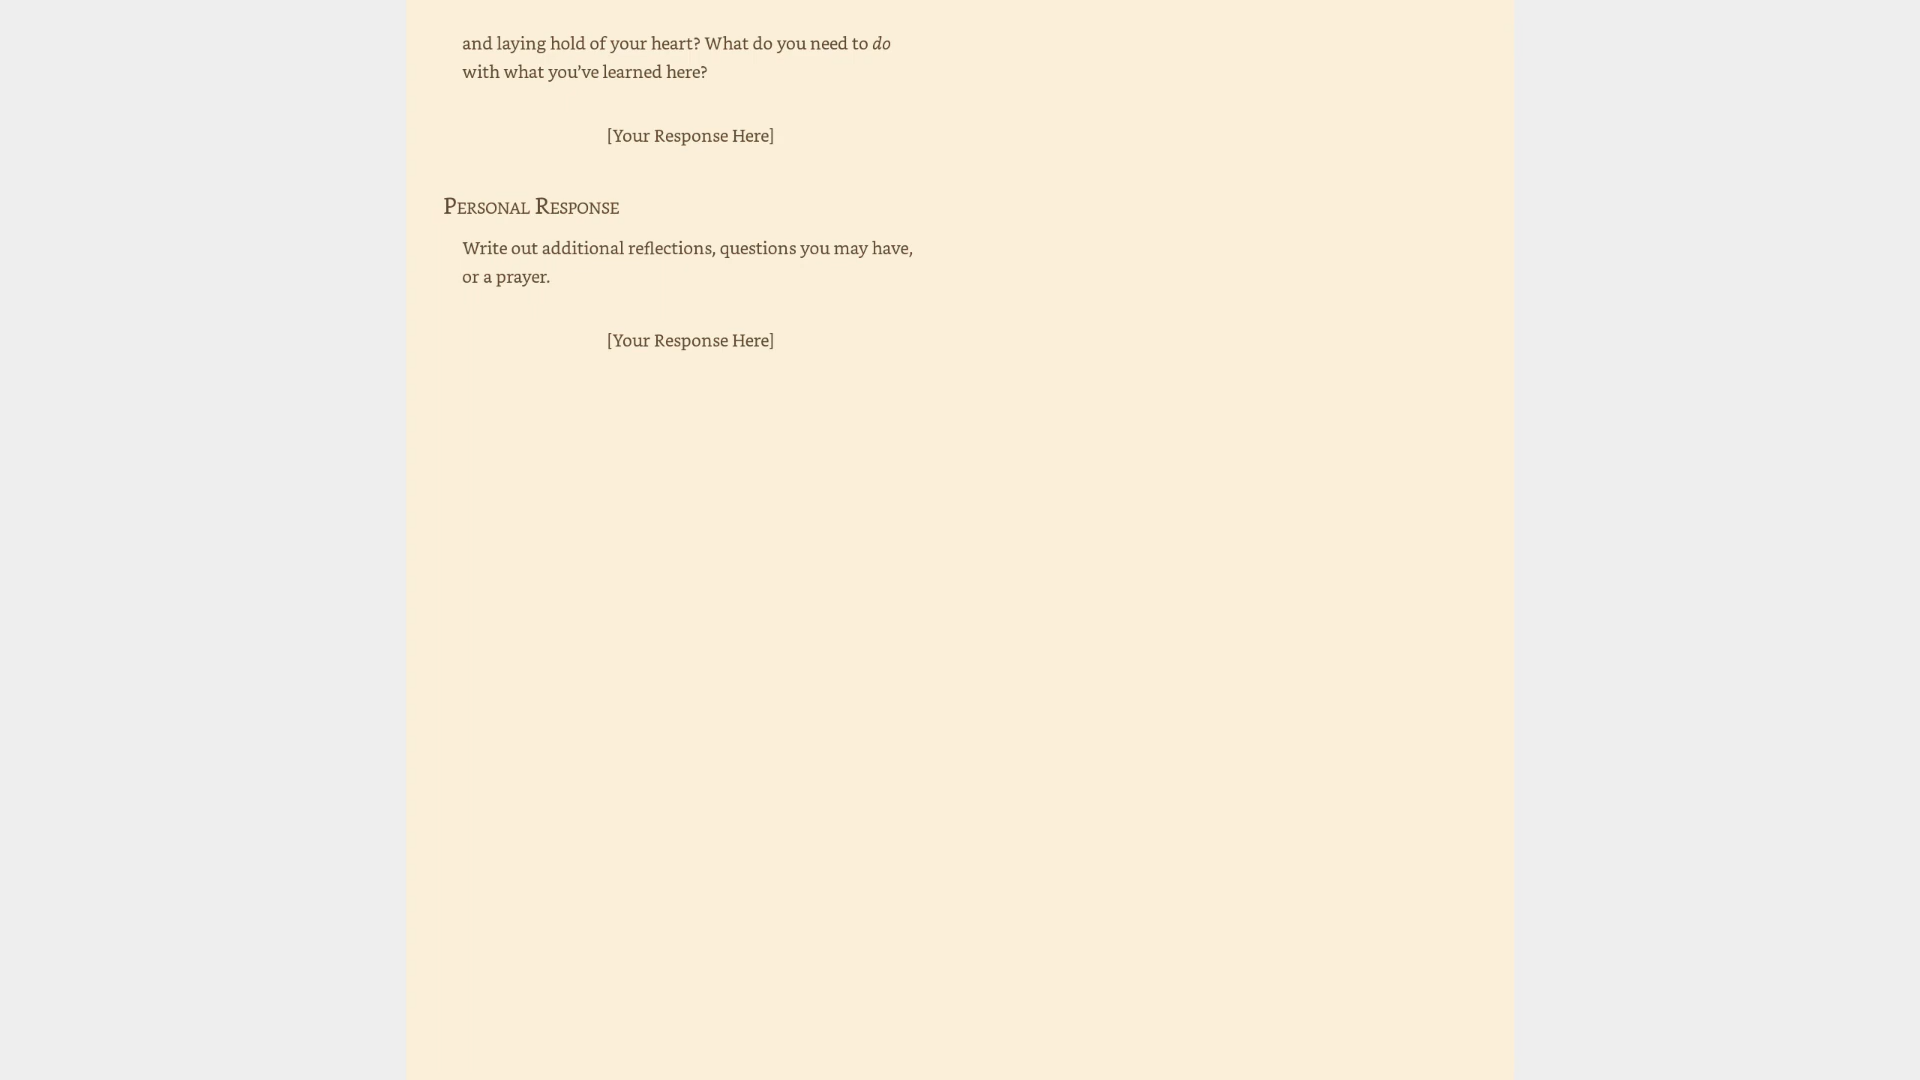 and laying hold of your heart? What do you need to do
with what you’ve learned here?
[Your Response Here]
Personal Response
Write out additional reflections, questions you may have,
or a prayer.
[Your Response Here]